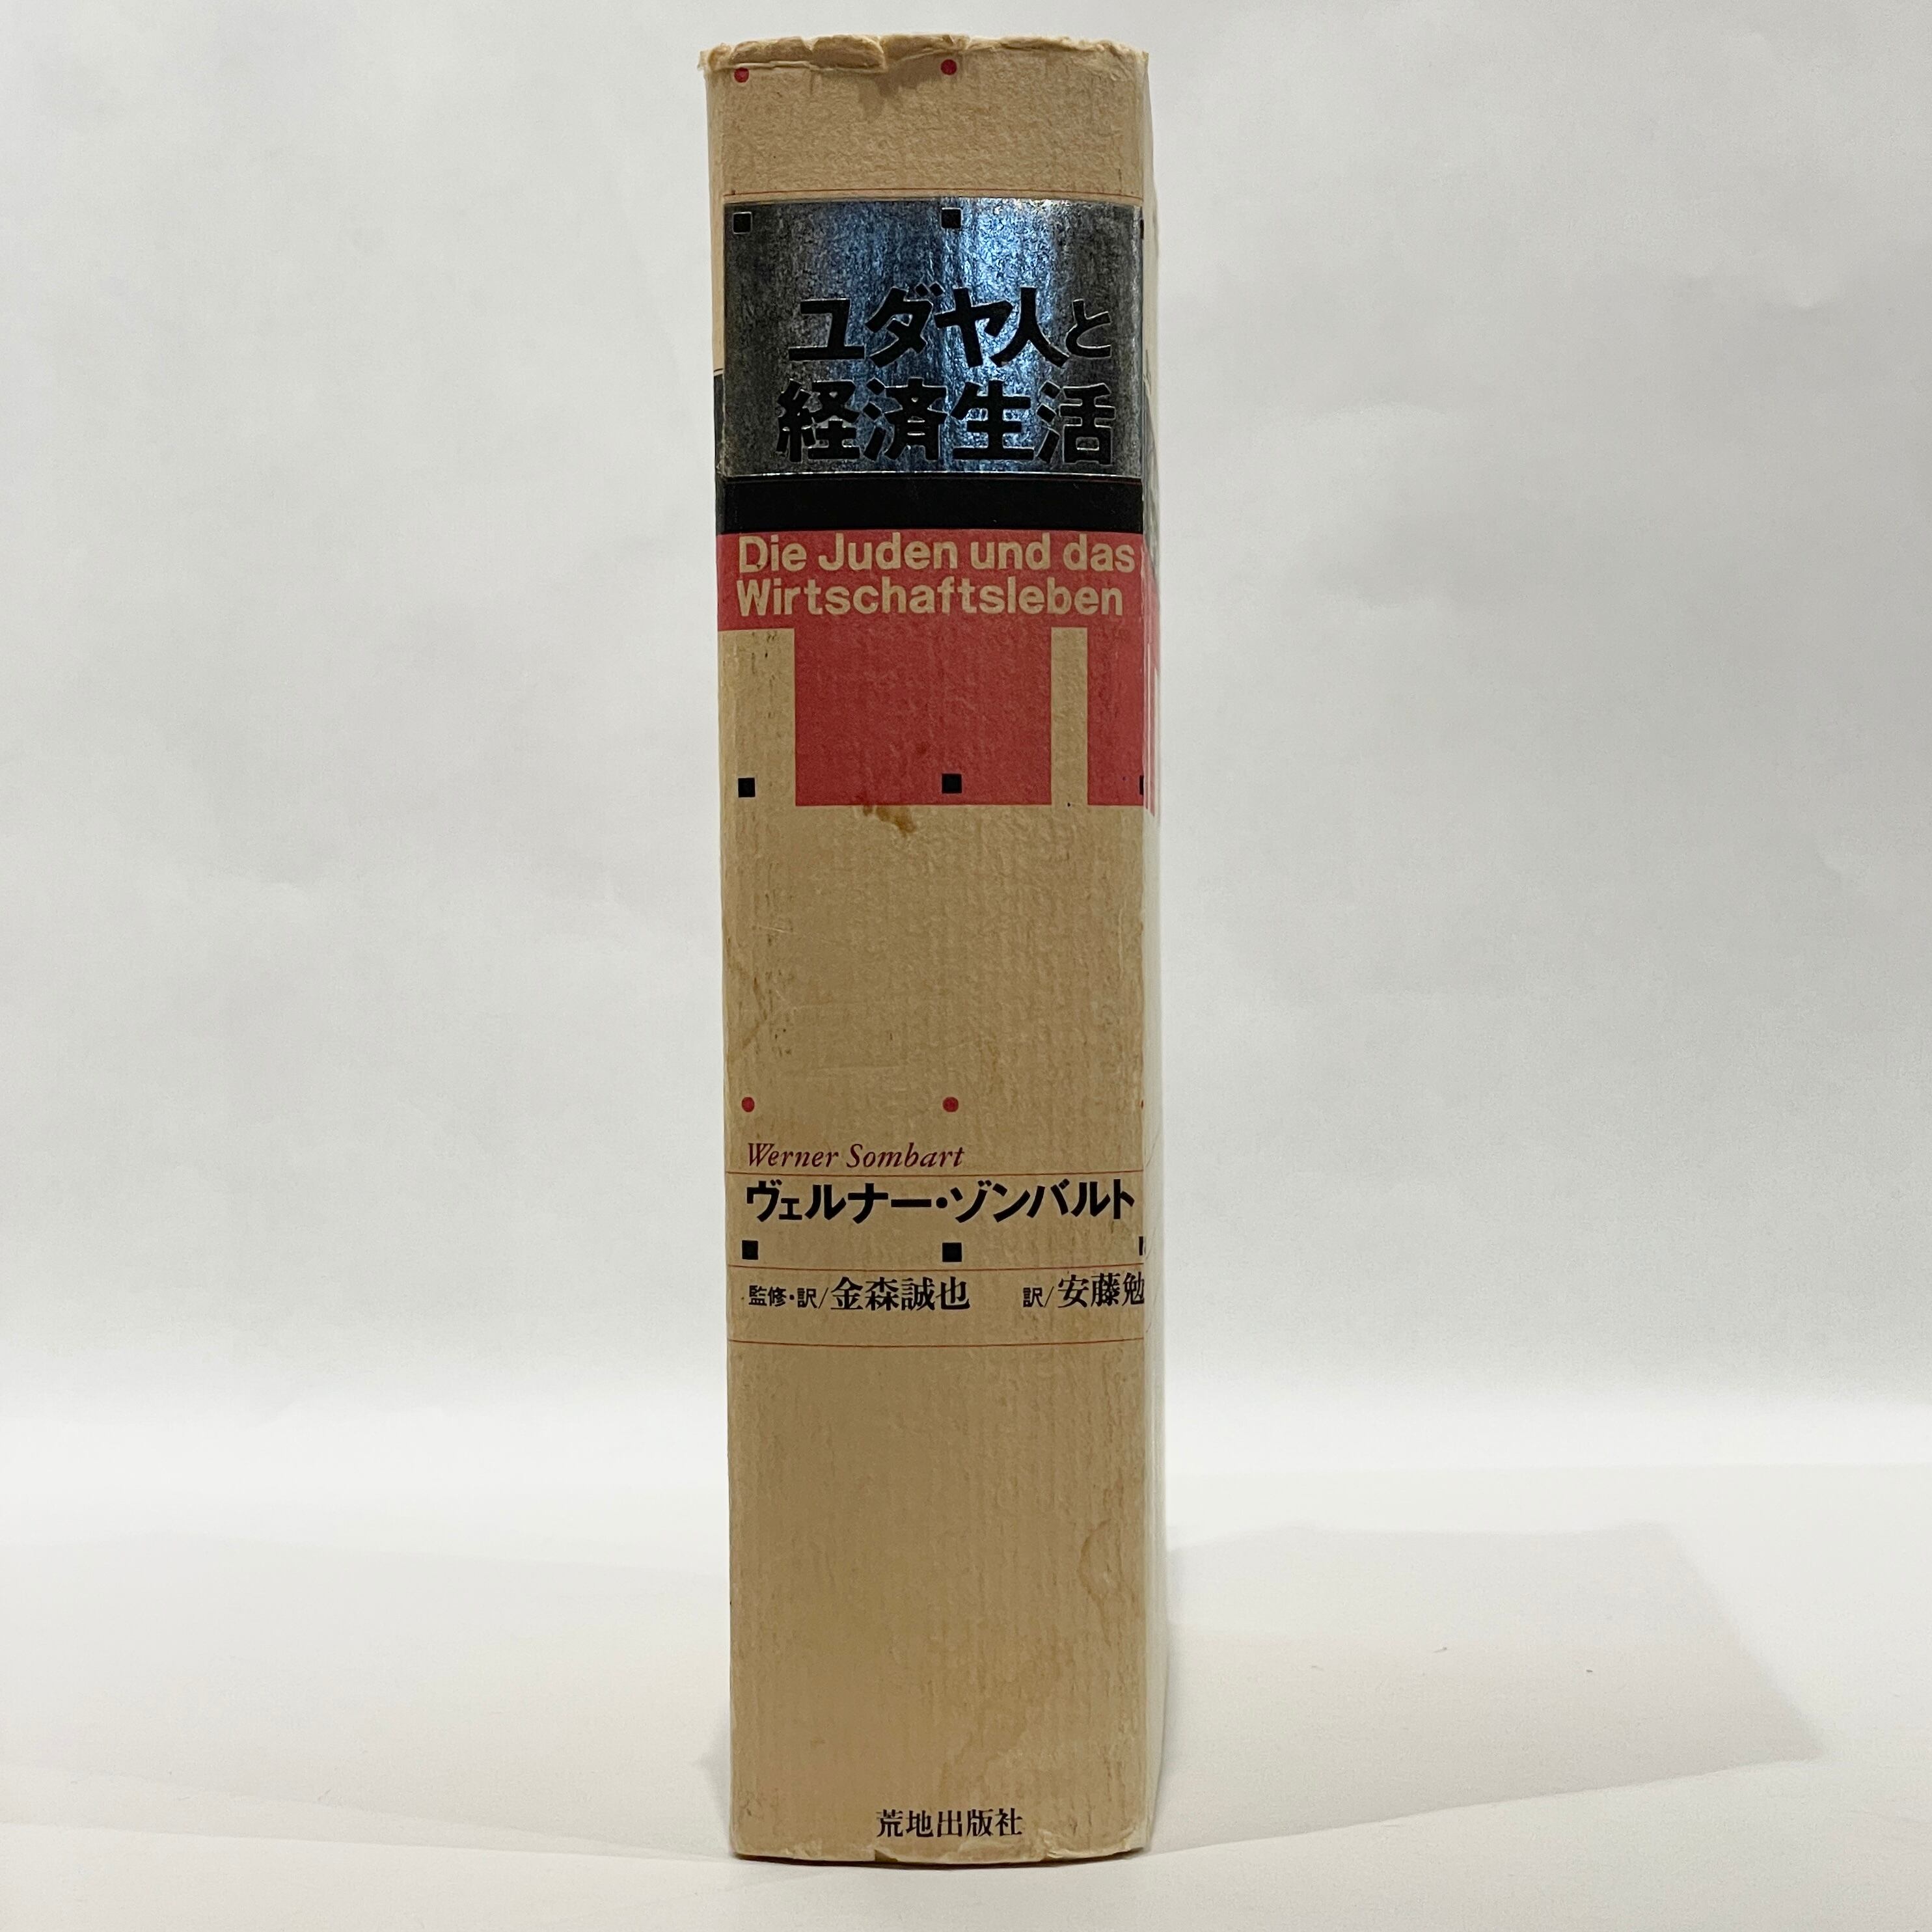 ユダヤ人と
経済生活
Die Juden und das
Wirtschaftsleben
Werner Sombart
ヴェルナー・ゾンバルト
監修・訳/金森誠也 訳/安藤勉
荒地出版社